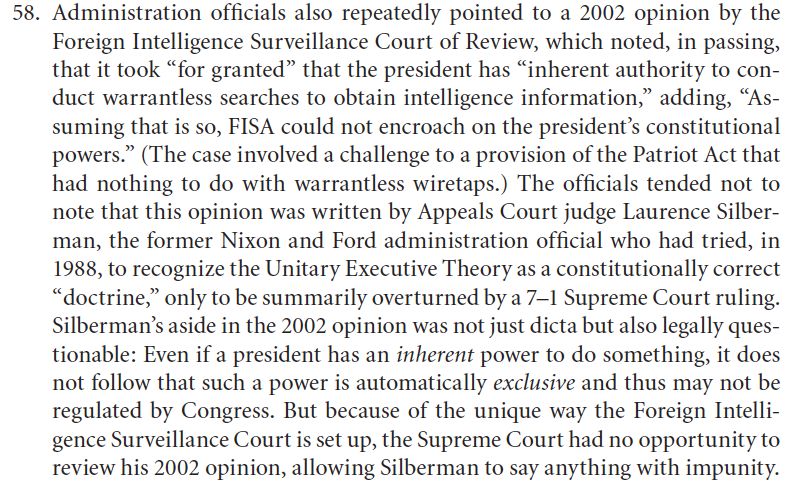 58. Administration officials also repeatedly pointed to a 2002 opinion by the
Foreign Intelligence Surveillance Court of Review, which noted, in passing,
that it took “for granted” that the president has “inherent authority to con-
duct warrantless searches to obtain intelligence information,” adding, “As-
suming that is so, FISA could not encroach on the president’s constitutional
powers.” (The case involved a challenge to a provision of the Patriot Act that
had nothing to do with warrantless wiretaps.) The officials tended not to
note that this opinion was written by Appeals Court judge Laurence Silber-
man, the former Nixon and Ford administration official who had tried, in
1988, to recognize the Unitary Executive Theory as a constitutionally correct
“doctrine,” only to be summarily overturned by a 7–1 Supreme Court ruling.
Silberman’s aside in the 2002 opinion was not just dicta but also legally ques-
tionable: Even if a president has an inherent power to do something, it does
not follow that such a power is automatically exclusive and thus may not be
regulated by Congress. But because of the unique way the Foreign Intelli-
gence Surveillance Court is set up, the Supreme Court had no opportunity to
review his 2002 opinion, allowing Silberman to say anything with impunity.